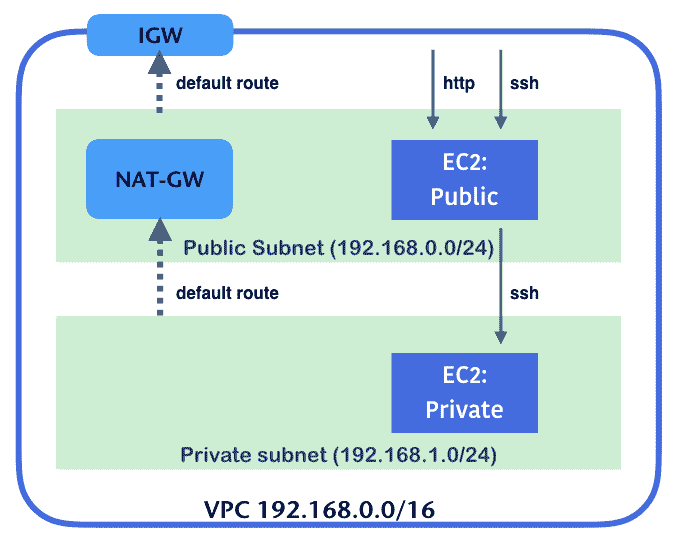 IGW
default route
http
ssh
NAT-GW
EC2:
Public
Public Subnet (192.168.0.0/24)
default route
ssh
EC2:
Private
Private subnet (192.168.1.0/24)
VPC 192.168.0.0/16